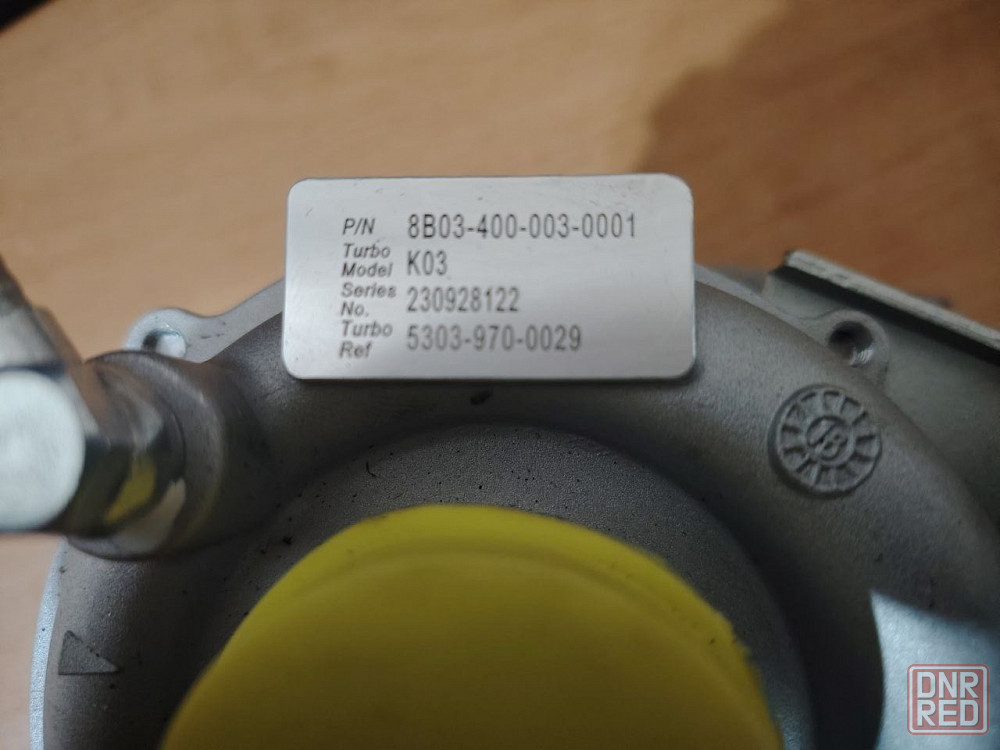 P/N 8B03-400-003-0001
Turbo Model K03
Series No. 230928122
Turbo Ref 5303-970-0029
DNR
RED